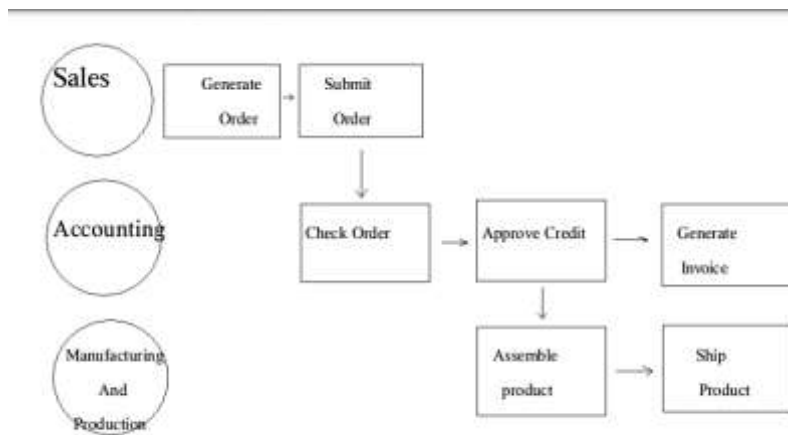 Sales
Generate
Order
Submit
Order
Accounting
Check Order
Approve Credit
Generate
Invoice
Manufacturing
And
Production
Assemble
product
Ship
Product